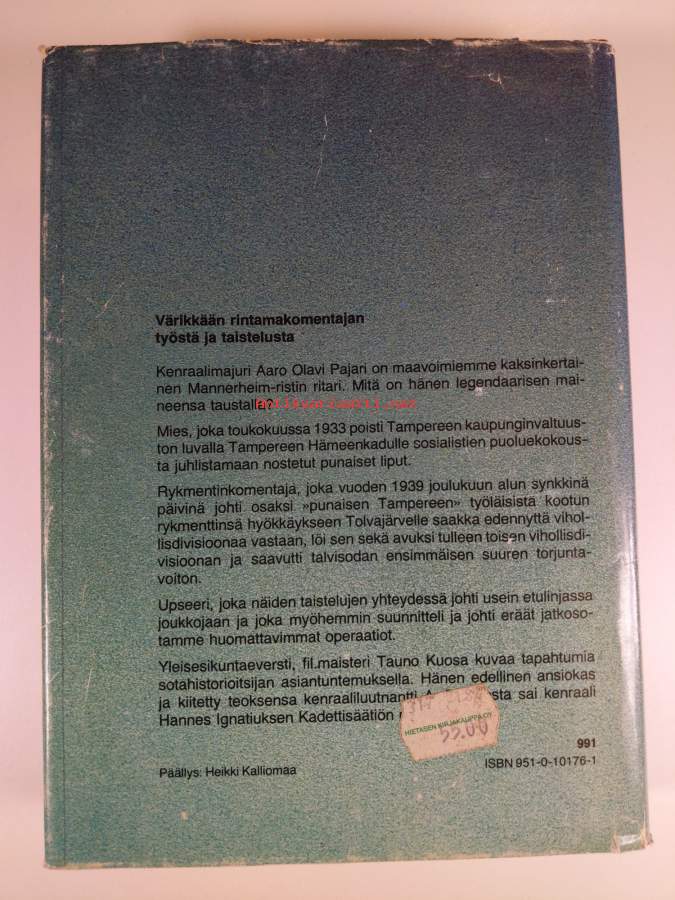 Värikkään rintamakomentajan
työstä ja taistelusta
Kenraalimajuri Aaro Olavi Pajari on maavoimiemme kaksinkertai-
nen Mannerheim-ristin ritari. Mitä on hänen legendaarisen mai-
neensa taustalla?
Mies, joka toukokuussa 1933 poisti Tampereen kaupunginvaltuus-
ton luvalla Tampereen Hämeenkadulle sosialistien puoluekokous-
ta juhlistamaan nostetut punaiset liput.
Rykmentinkomentaja, joka vuoden 1939 joulukuun alun synkkinä
päivinä johti osaksi »punaisen Tampereen» työläisistä kootun
rykmenttinsä hyökkäykseen Tolvajärvelle saakka edennyttä vihol-
lisdivisioonaa vastaan, löi sen sekä avuksi tulleen toisen vihollisdi-
visioonan ja saavutti talvisodan ensimmäisen suuren torjunta-
voiton.
Upseeri, joka näiden taistelujen yhteydessä johti usein etulinjassa
joukkojaan ja joka myöhemmin suunnitteli ja johti eräät jatkoso-
tamme huomattavimmat operaatiot.
Yleisesikuntaeversti, fil.maisteri Tauno Kuosa kuvaa tapahtumia
sotahistorioitsijan asiantuntemuksella. Hänen edellinen ansiokas
ja kiitetty teoksensa kenraaliluutnantti sta sai kenraali
Hannes Ignatiuksen Kadettisäätiön
HIETASEN KIRJAKAUPPA OY
991
Päällys: Heikki Kalliomaa
ISBN 951-0-10176-1